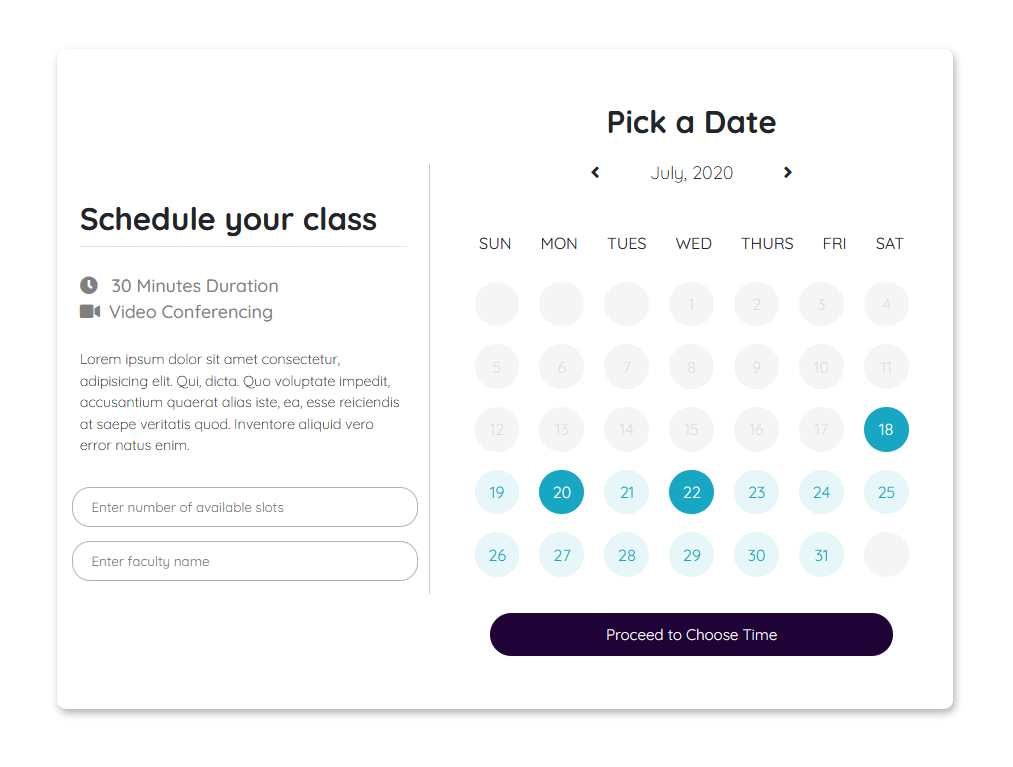 Schedule your class
30 Minutes Duration
Video Conferencing
Lorem ipsum dolor sit amet consectetur,
adipisicing elit. Qui, dicta. Quo voluptate impedit,
accusantium quaerat alias iste, ea, esse reiciendis
at saepe veritatis quod. Inventore aliquid vero
error natus enim.
Enter number of available slots
Enter faculty name
Pick a Date
July, 2020
SUN MON TUES WED THURS FRI SAT
1 2 3 4
5 6 7 8 9 10 11
12 13 14 15 16 17 18
19 20 21 22 23 24 25
26 27 28 29 30 31
Proceed to Choose Time